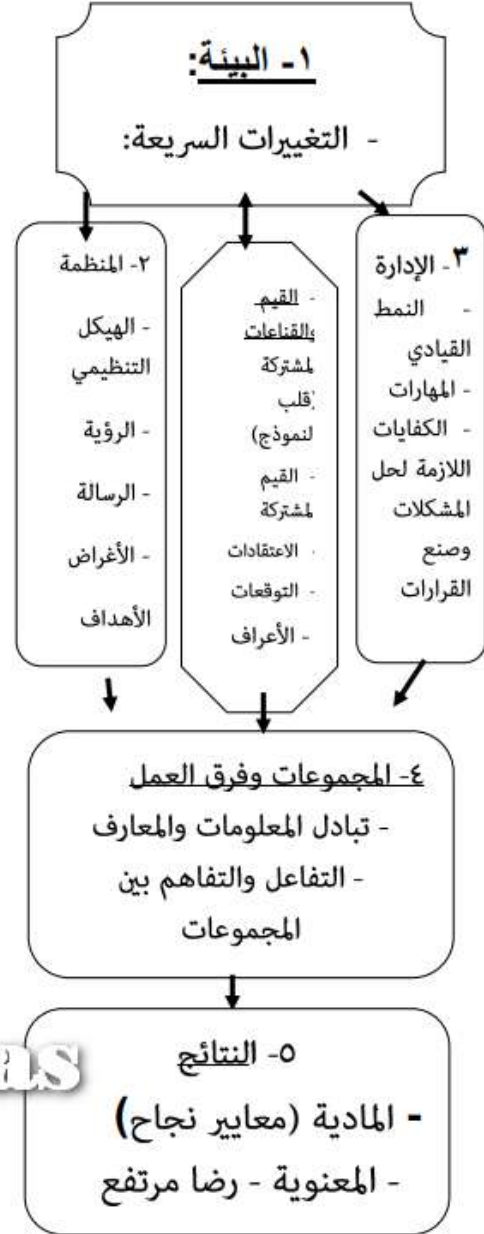 ١- البيئة:
- التغييرات السريعة:
٣- الإدارة
- النمط
القيادي
- المهارات
- الكفايات
اللازمة لحل
المشكلات
وصنع
القرارات
- القيم
والقناعات
لمشتركة
(قلب
لنموذج)
- القيم
لمشتركة
- الاعتقادات
- التوقعات
- الأعراف
٢- المنظمة
- الهيكل
التنظيمي
- الرؤية
- الرسالة
- الأغراض
الأهداف
٤- المجموعات وفرق العمل
- تبادل المعلومات والمعارف
- التفاعل والتفاهم بين
المجموعات
٥- النتائج
- المادية (معايير نجاح)
- المعنوية - رضا مرتفع
as